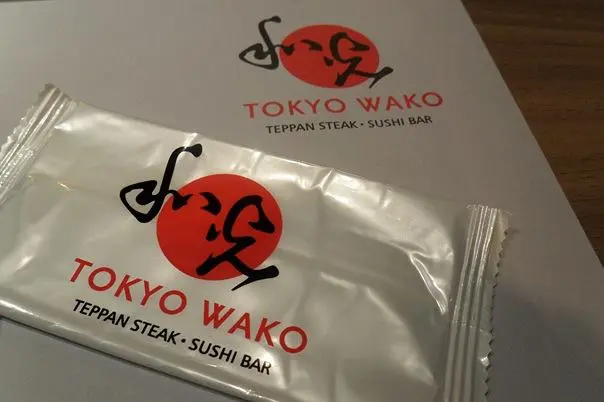 TOKYO WAKO
TEPPAN STEAK · SUSHI BAR
TOKYO WAKO
TEPPAN STEAK · SUSHI BAR